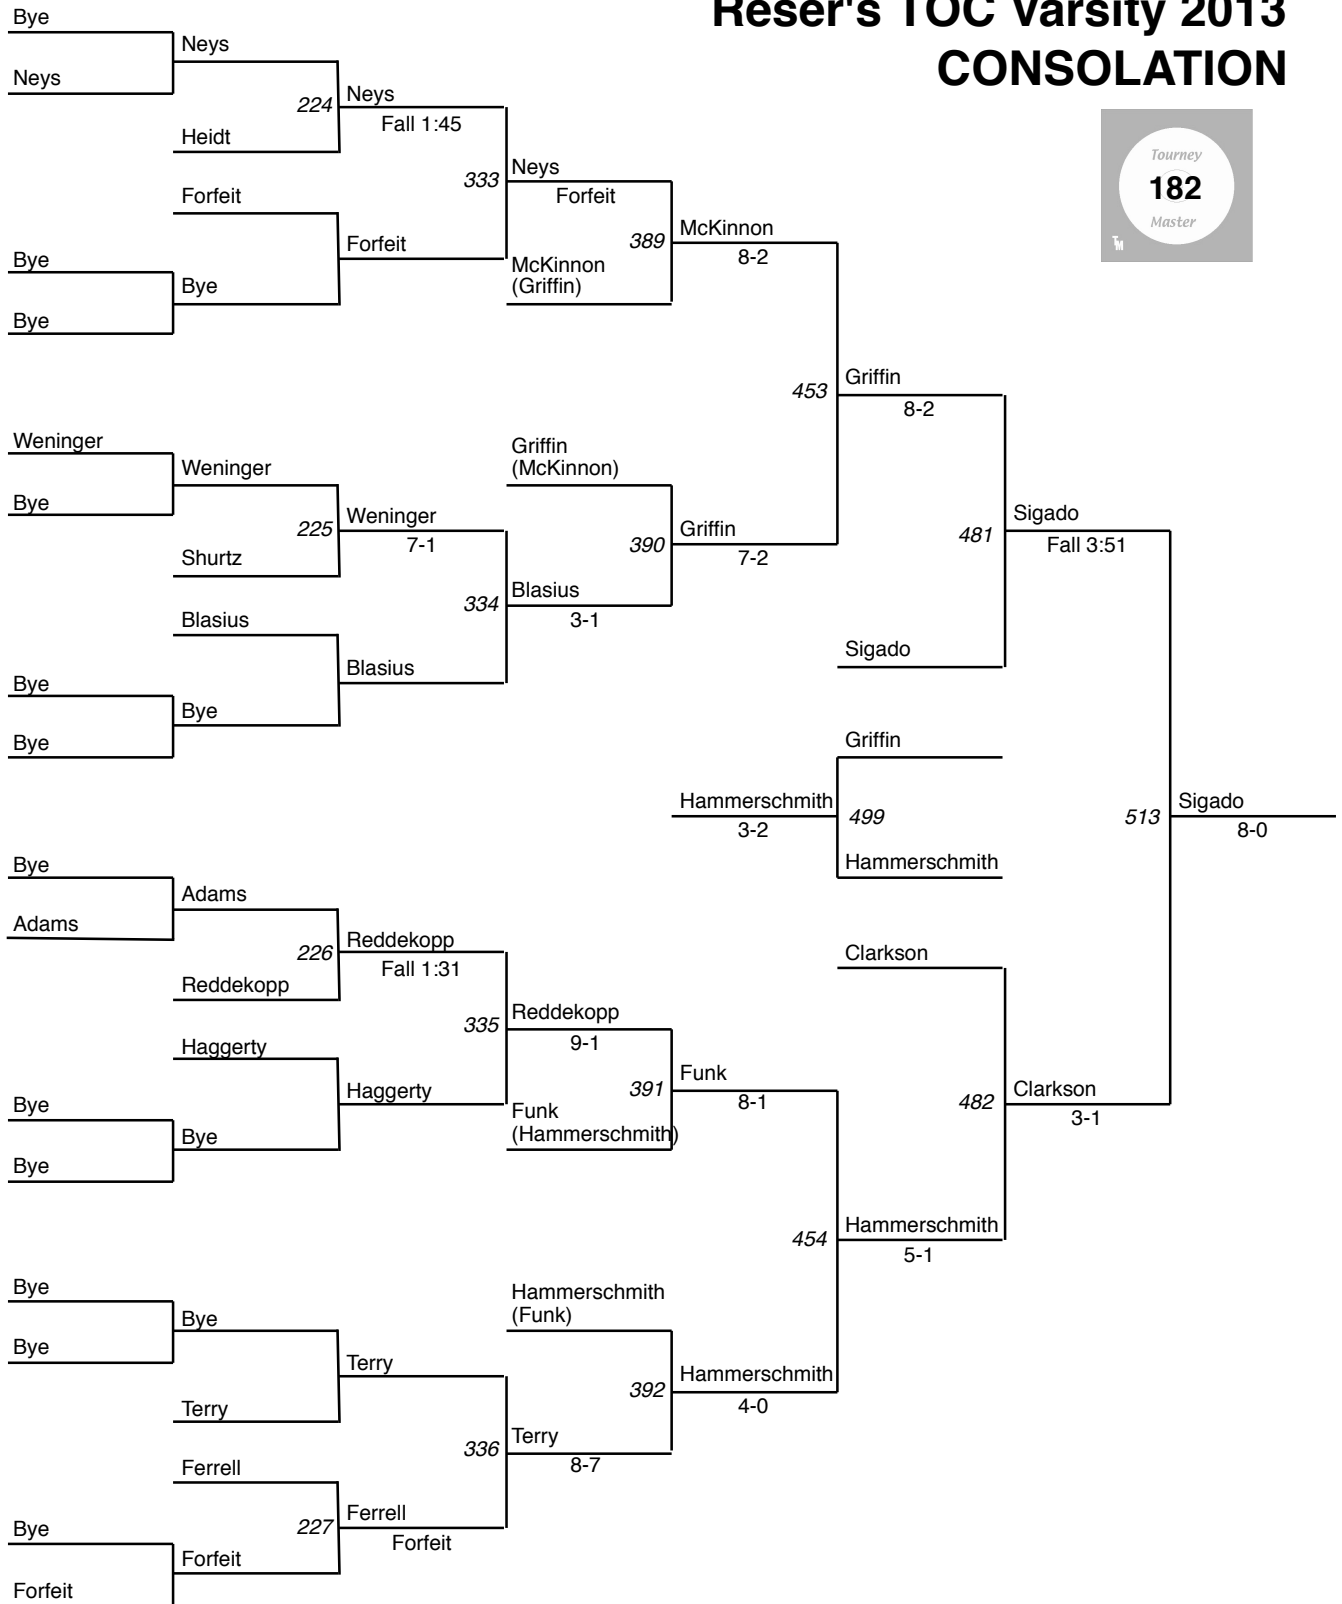 Reser's TOC Varsity 2013
CONSOLATION
Tourney
182
Master
TM
Bye
Neys
Neys
224
Neys
Fall 1:45
Heidt
333
Neys
Forfeit
Forfeit
Forfeit
389
McKinnon
8-2
McKinnon
(Griffin)
Bye
Bye
Bye
453
Griffin
8-2
Weninger
Weninger
Bye
225
Weninger
7-1
Shurtz
Griffin
(McKinnon)
390
Griffin
7-2
334
Blasius
3-1
Blasius
Blasius
Bye
Bye
Bye
481
Sigado
Fall 3:51
Sigado
Griffin
Hammerschmith
3-2
499
Hammerschmith
513
Sigado
8-0
Bye
Adams
Adams
226
Reddekopp
Fall 1:31
Reddekopp
335
Reddekopp
9-1
Haggerty
Haggerty
391
Funk
8-1
Funk
(Hammerschmith)
Bye
Bye
Bye
Clarkson
482
Clarkson
3-1
454
Hammerschmith
5-1
Bye
Bye
Bye
Terry
Terry
Hammerschmith
(Funk)
392
Hammerschmith
4-0
336
Terry
8-7
Ferrell
227
Ferrell
Forfeit
Bye
Forfeit
Forfeit